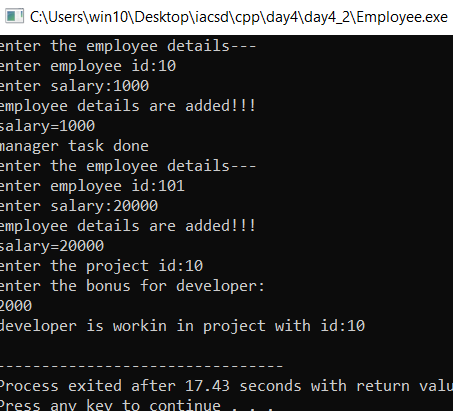 C:\Users\win10\Desktop\iacsd\cpp\day4\day4_2\Employee.exe
enter the employee details---
enter employee id:10
enter salary:1000
employee details are added!!!
salary=1000
manager task done
enter the employee details---
enter employee id:101
enter salary:20000
employee details are added!!!
salary=20000
enter the project id:10
enter the bonus for developer:
2000
developer is workin in project with id:10
--------------------------------
Process exited after 17.43 seconds with return valu
Press any key to continue . . .